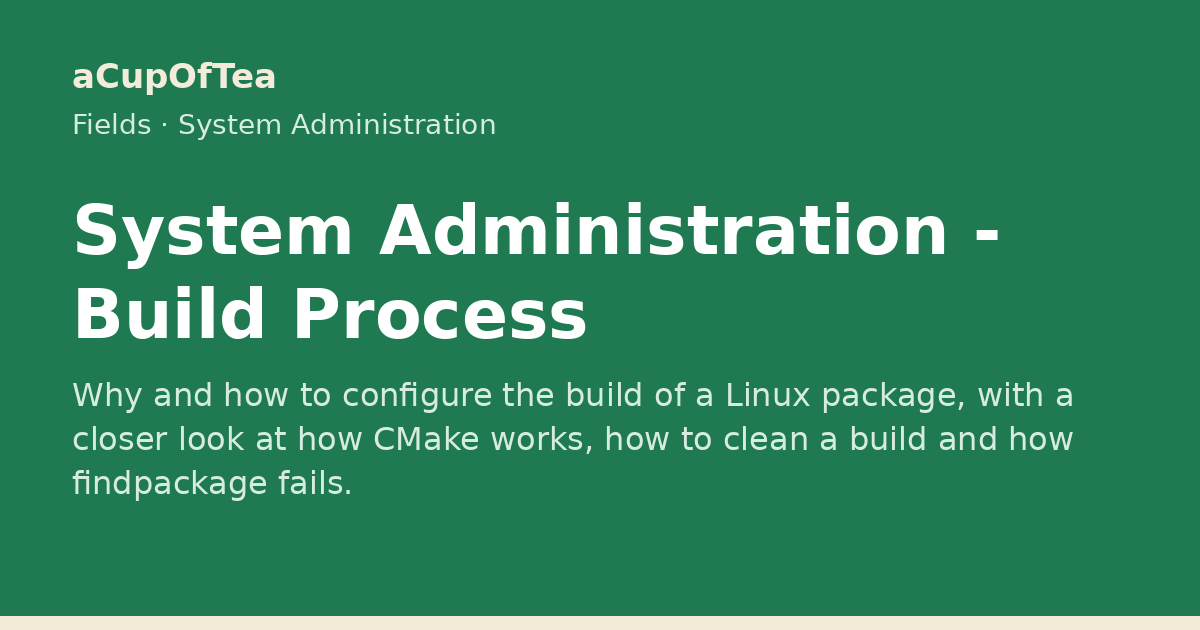 aCupOfTea
Fields · System Administration
System Administration -
Build Process
Why and how to configure the build of a Linux package, with a
closer look at how CMake works, how to clean a build and how
findpackage fails.